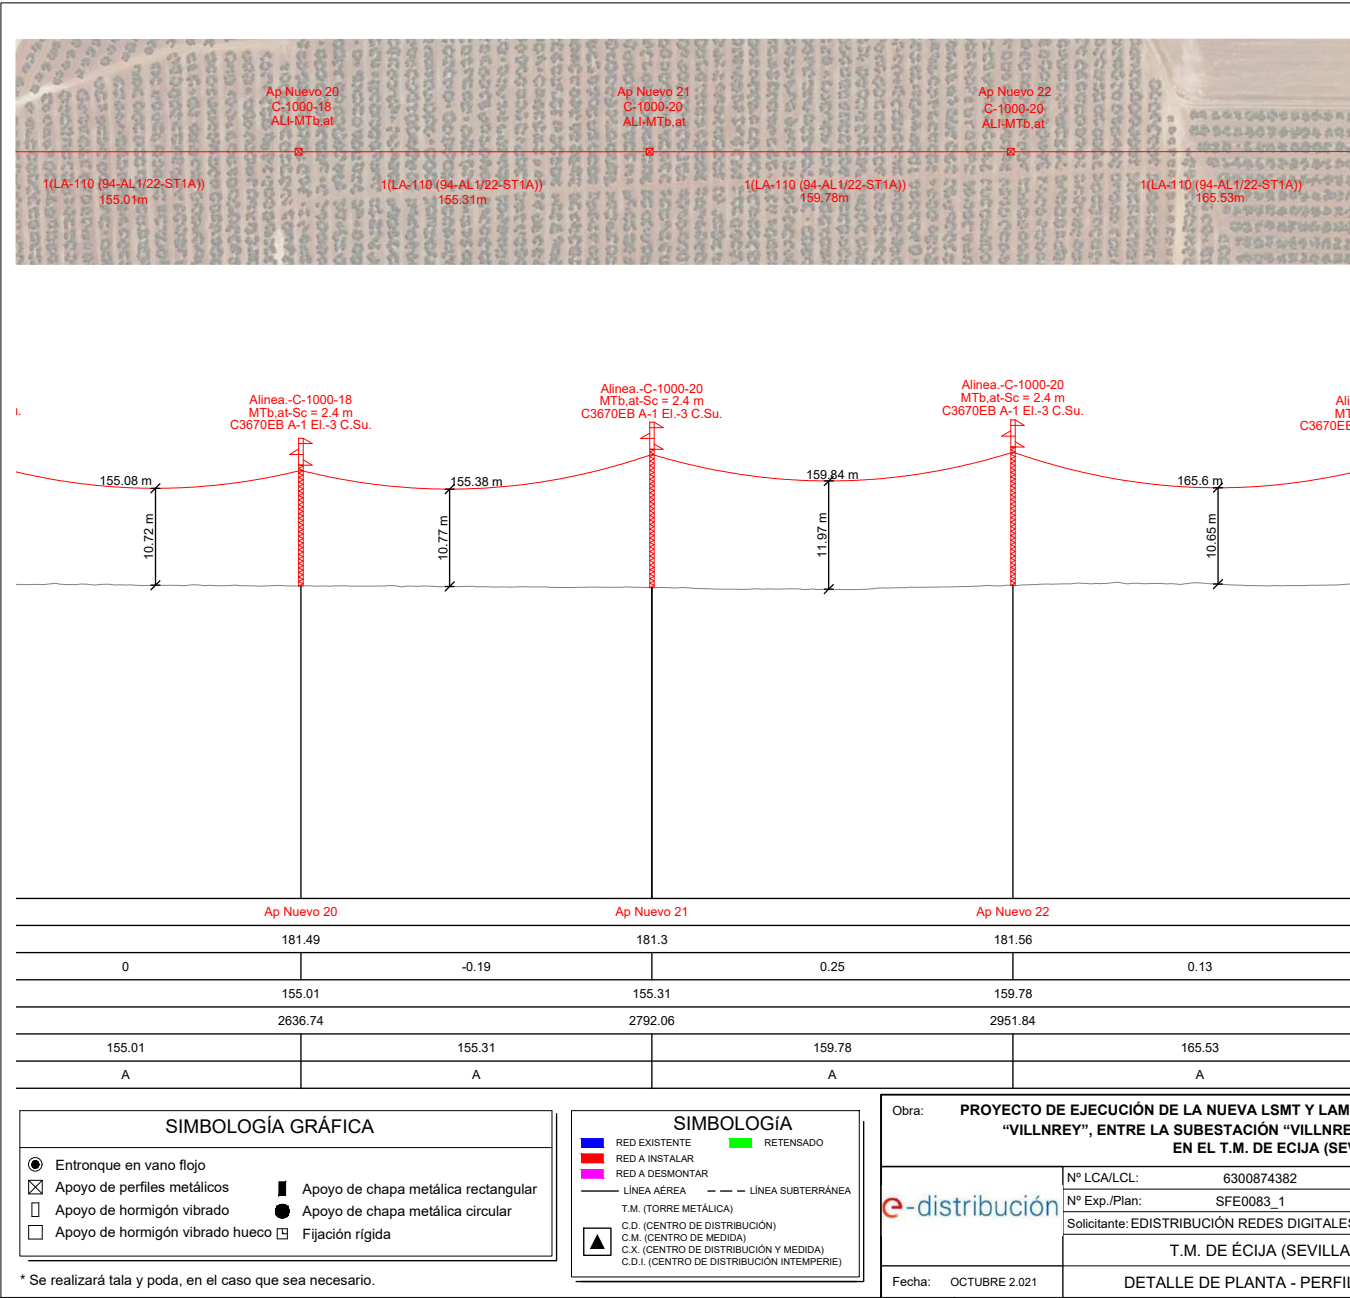 Ap Nuevo 20
C-1000-18
ALI-MTb,at
Ap Nuevo 21
C-1000-20
ALI-MTb,at
Ap Nuevo 22
C-1000-20
ALI-MTb,at
1(LA-110 (94-AL1/22-ST1A))
155.01m
1(LA-110 (94-AL1/22-ST1A))
155.31m
1(LA-110 (94-AL1/22-ST1A))
159.78m
1(LA-110 (94-AL1/22-ST1A))
165.53m
Alinea.-C-1000-18
MTb,at-Sc = 2.4 m
C3670EB A-1 El.-3 C.Su.
Alinea.-C-1000-20
MTb,at-Sc = 2.4 m
C3670EB A-1 El.-3 C.Su.
Alinea.-C-1000-20
MTb,at-Sc = 2.4 m
C3670EB A-1 El.-3 C.Su.
Ali
MT
C3670EE
155.08 m
155.38 m
159.84 m
165.6 m
10.72 m
10.77 m
11.97 m
10.65 m
Ap Nuevo 20 Ap Nuevo 21 Ap Nuevo 22
181.49 181.3 181.56
0 -0.19 0.25 0.13
155.01 155.31 159.78
2636.74 2792.06 2951.84
155.01 155.31 159.78 165.53
A A A A
SIMBOLOGÍA GRÁFICA
Entronque en vano flojo
Apoyo de perfiles metálicos
Apoyo de hormigón vibrado
Apoyo de hormigón vibrado hueco
Apoyo de chapa metálica rectangular
Apoyo de chapa metálica circular
Fijación rígida
* Se realizará tala y poda, en el caso que sea necesario.
SIMBOLOGíA
RED EXISTENTE RETENSADO
RED A INSTALAR
RED A DESMONTAR
LÍNEA AÉREA LÍNEA SUBTERRÁNEA
T.M. (TORRE METÁLICA)
C.D. (CENTRO DE DISTRIBUCIÓN)
C.M. (CENTRO DE MEDIDA)
C.X. (CENTRO DE DISTRIBUCIÓN Y MEDIDA)
C.D.I. (CENTRO DE DISTRIBUCIÓN INTEMPERIE)
Obra: PROYECTO DE EJECUCIÓN DE LA NUEVA LSMT Y LAM
“VILLNREY”, ENTRE LA SUBESTACIÓN “VILLNRE
EN EL T.M. DE ECIJA (SE
e-distribución
Nº LCA/LCL: 6300874382
Nº Exp./Plan: SFE0083_1
Solicitante: EDISTRIBUCIÓN REDES DIGITALES
T.M. DE ÉCIJA (SEVILLA
Fecha: OCTUBRE 2.021
DETALLE DE PLANTA - PERFIL